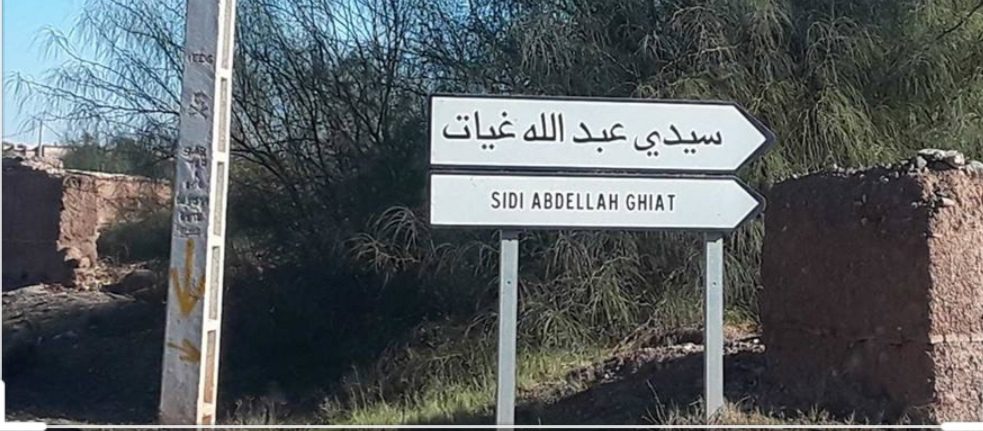 سيدي عبد الله غيات
SIDI ABDELLAH GHIAT